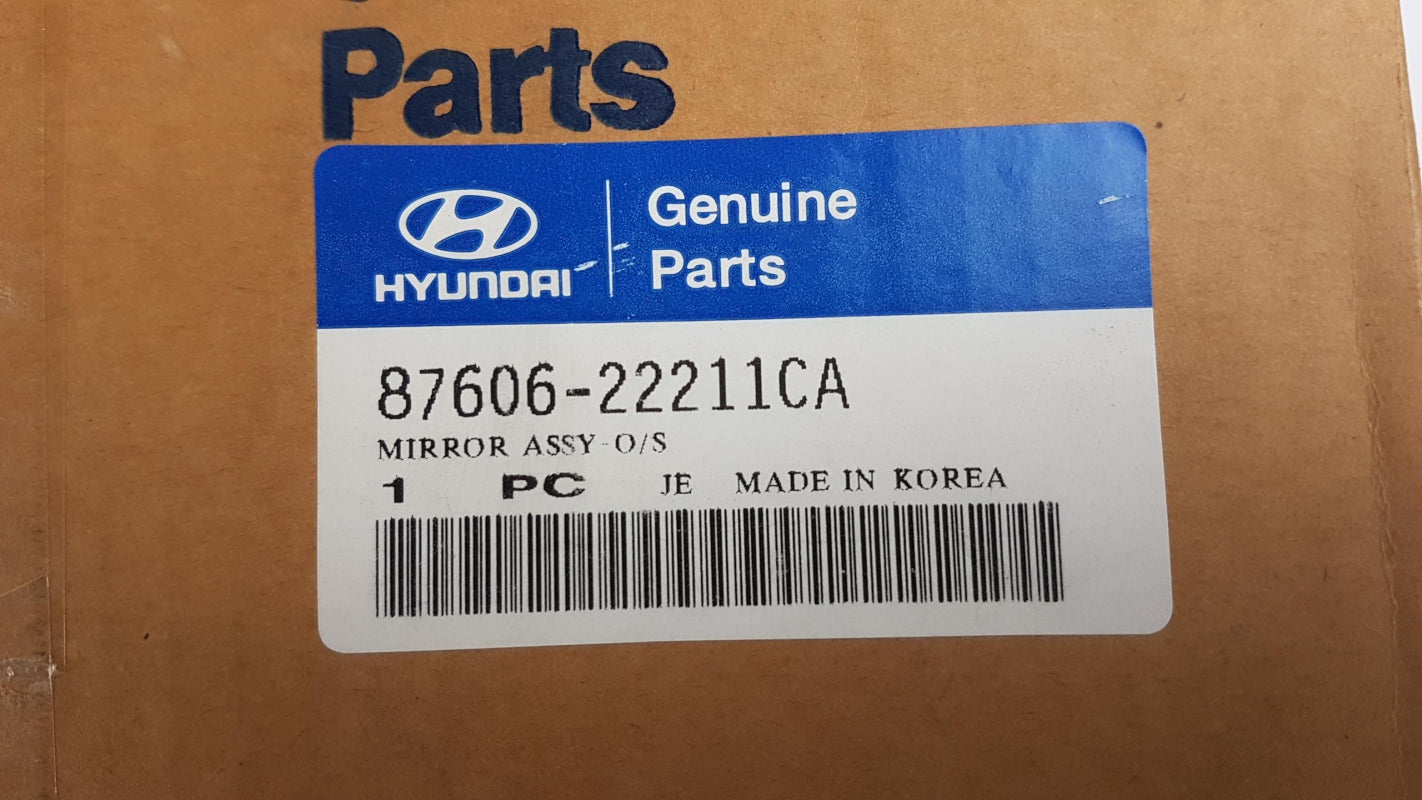 Parts
HYUNDAI
Genuine
Parts
87606-22211CA
MIRROR ASSY-O/S
1 PC JE MADE IN KOREA